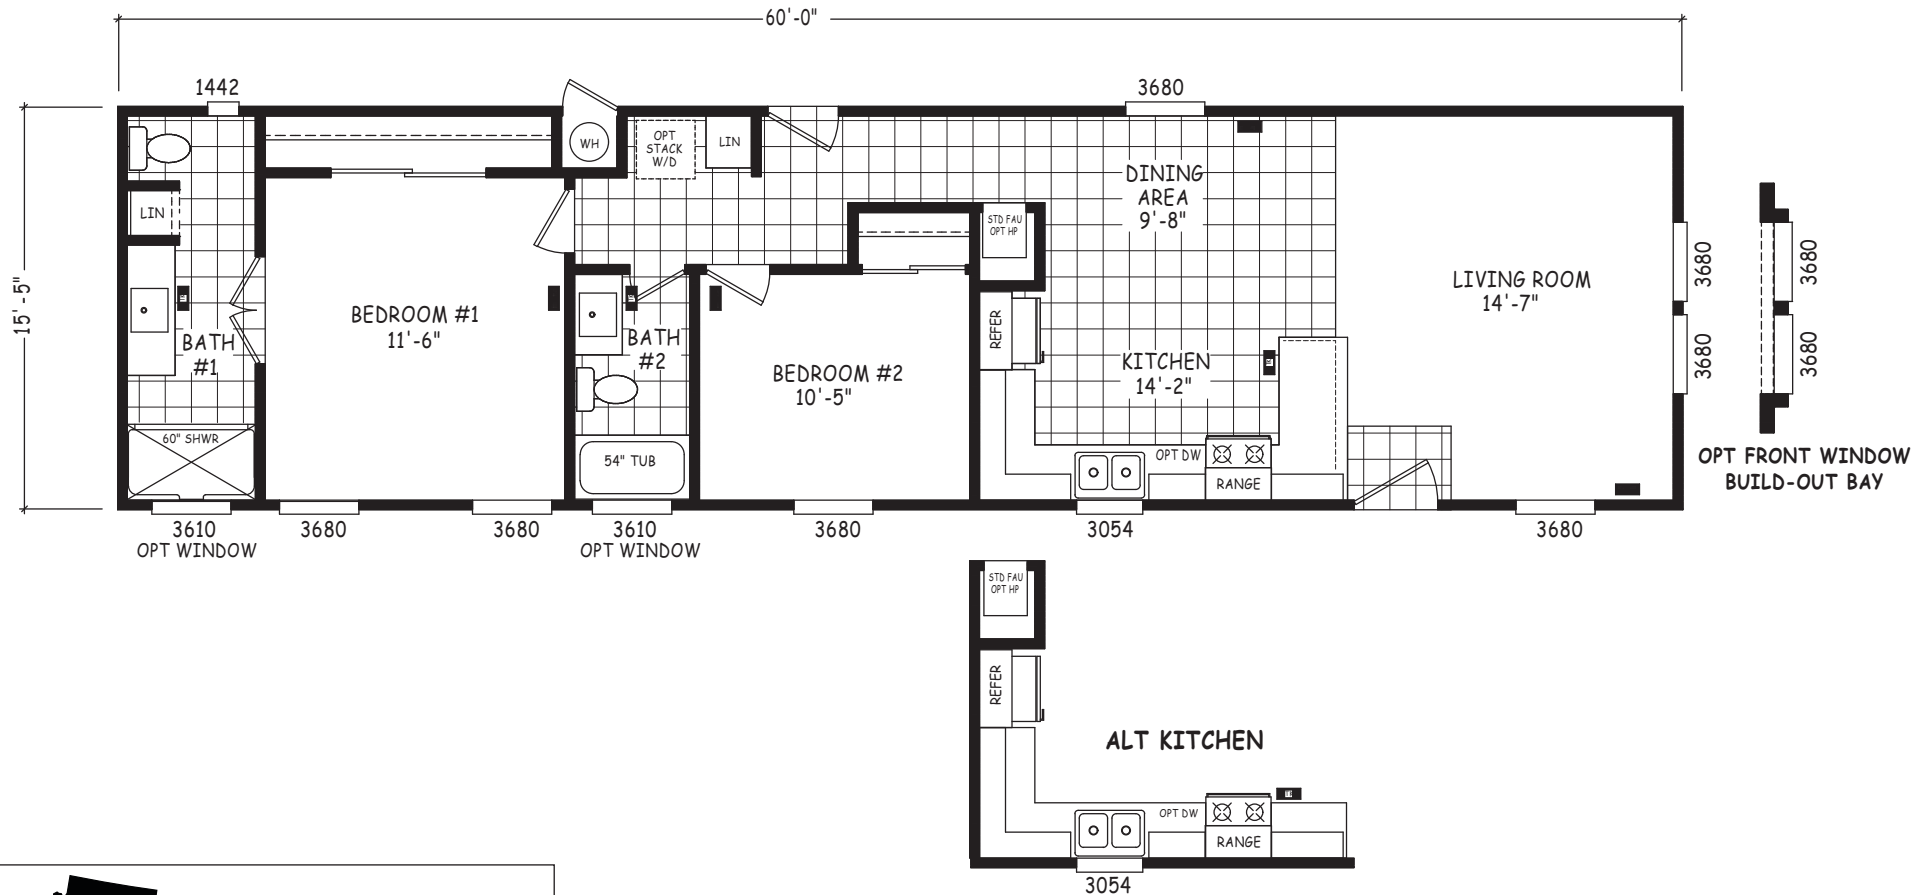 60'-0"
1442
3680
15'-5"
WH
OPT
STACK
W/D
LIN
LIN
DINING
AREA
9'-8"
STD FAU
OPT HP
BEDROOM #1
11'-6"
BATH
#1
BATH
#2
BEDROOM #2
10'-5"
REFER
KITCHEN
14'-2"
LIVING ROOM
14'-7"
3680
3680
3680
3680
60" SHWR
54" TUB
OPT DW
RANGE
OPT FRONT WINDOW
BUILD-OUT BAY
3610
OPT WINDOW
3680
3680
3610
OPT WINDOW
3680
3054
3680
STD FAU
OPT HP
REFER
ALT KITCHEN
OPT DW
RANGE
3054